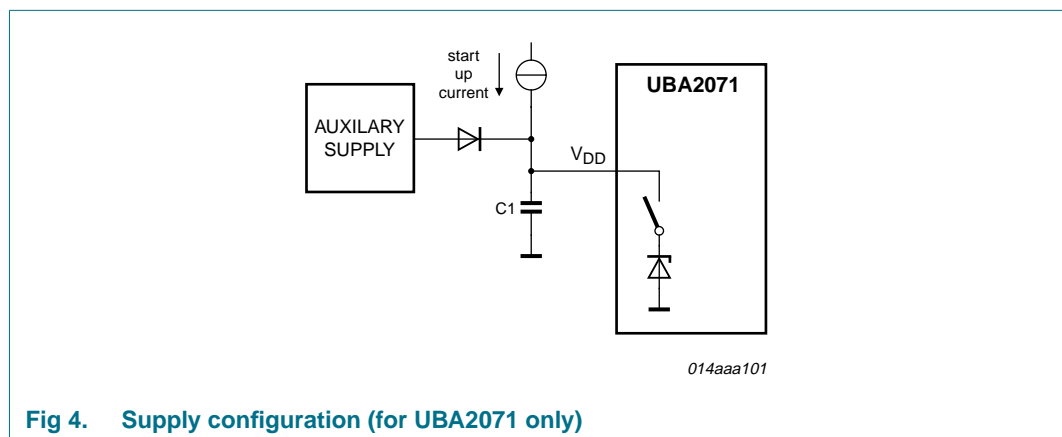 start
up
current
UBA2071
AUXILARY
SUPPLY
VDD
C1
014aaa101
Fig 4. Supply configuration (for UBA2071 only)